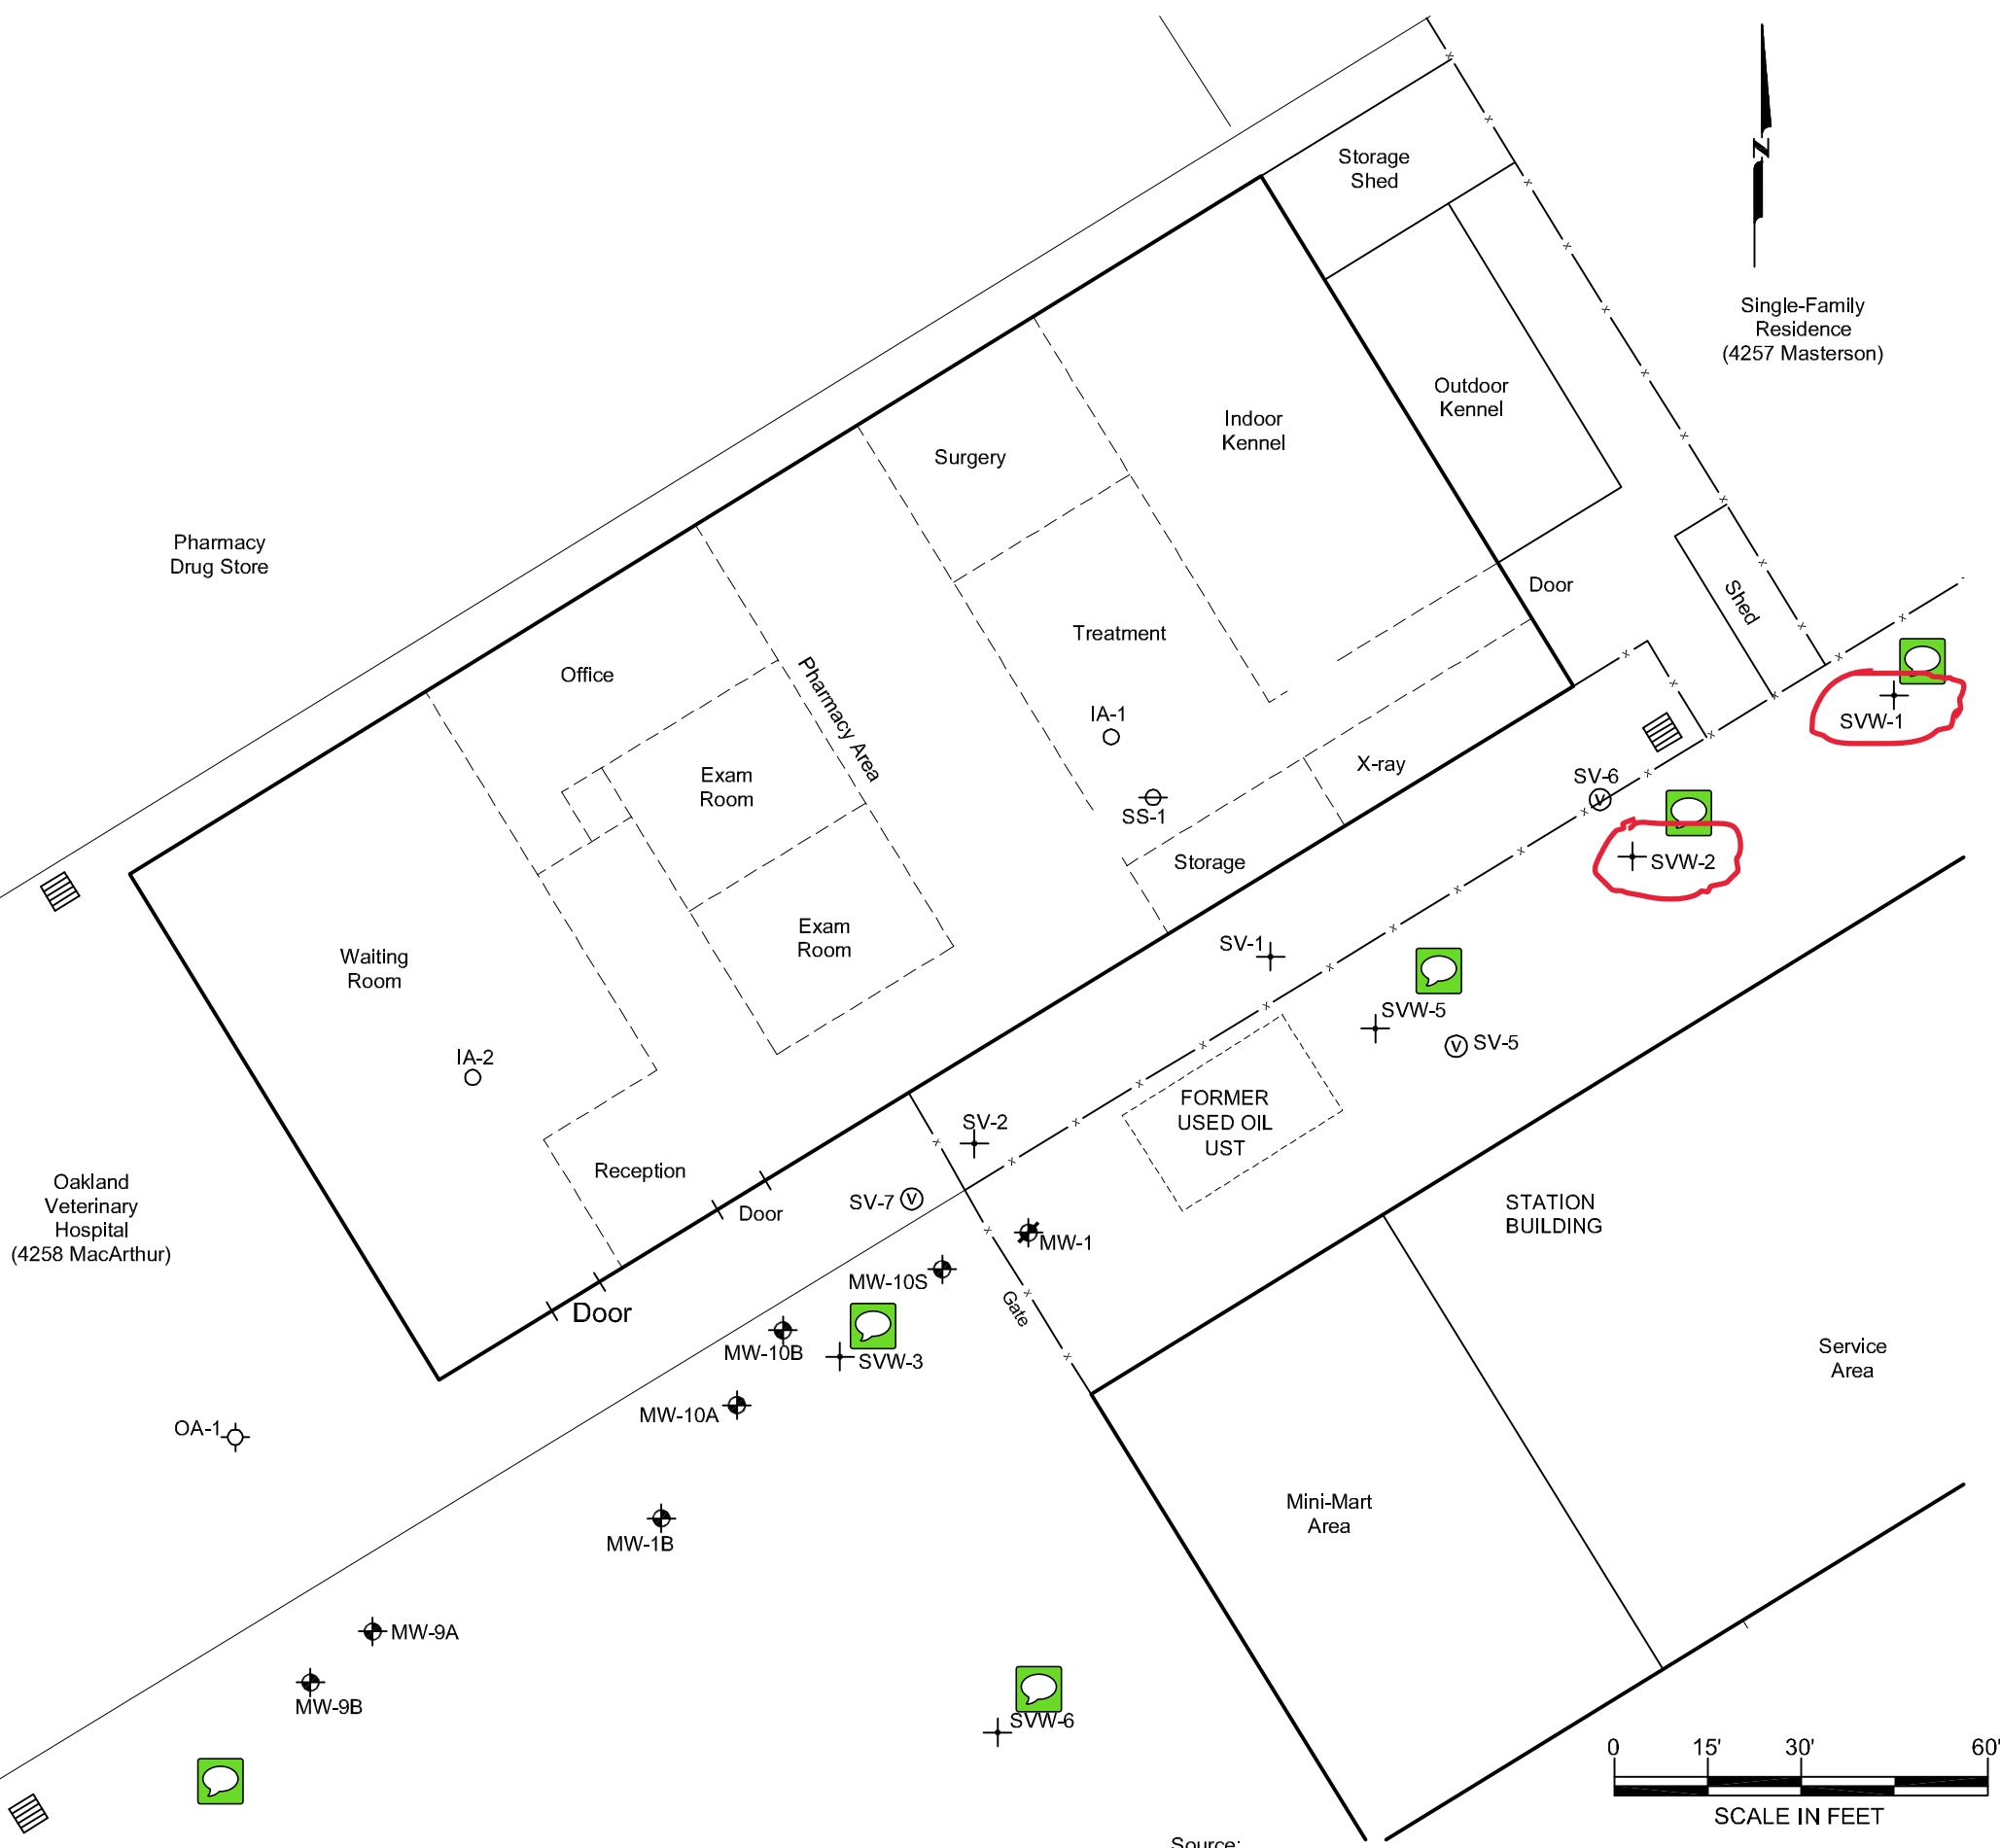 Storage
Shed
N
Single-Family
Residence
(4257 Masterson)
Outdoor
Kennel
Indoor
Kennel
Surgery
Pharmacy
Drug Store
Door
Shed
Treatment
Office
Pharmacy Area
IA-1
SVW-1
Exam
Room
X-ray
SV-6
SS-1
Storage
SVW-2
Exam
Room
SV-1
Waiting
Room
SVW-5
V
SV-5
IA-2
FORMER
USED OIL
UST
SV-2
Reception
Oakland
Veterinary
Hospital
(4258 MacArthur)
SV-7
V
Door
STATION
BUILDING
MW-1
MW-10S
Gate
Door
MW-10B
SVW-3
Service
Area
MW-10A
OA-1
Mini-Mart
Area
MW-1B
MW-9A
MW-9B
SVW-6
0 15' 30' 60'
SCALE IN FEET
Source: